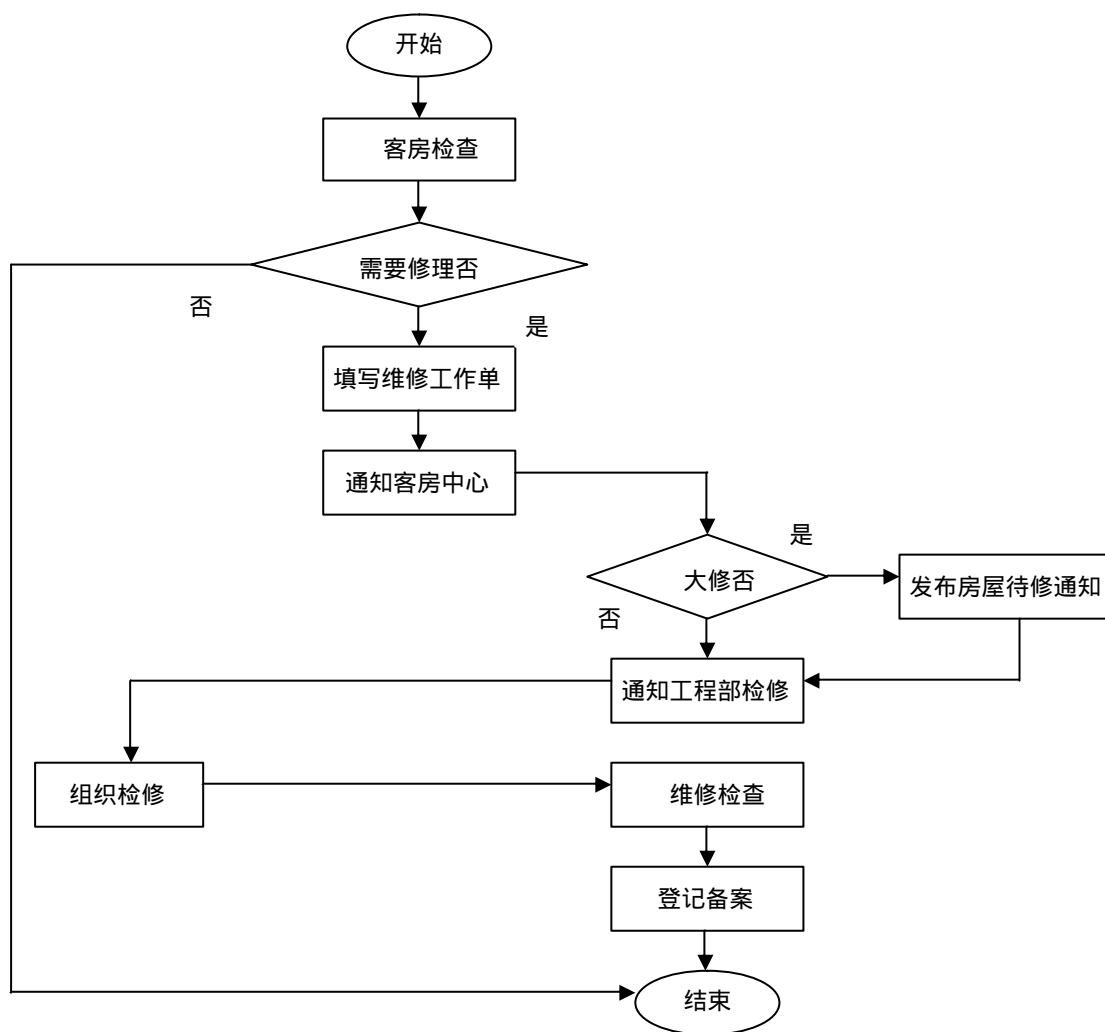 开始
客房检查
需要修理否
否
是
填写维修工作单
通知客房中心
是
大修否
发布房屋待修通知
否
通知工程部检修
组织检修
维修检查
登记备案
结束